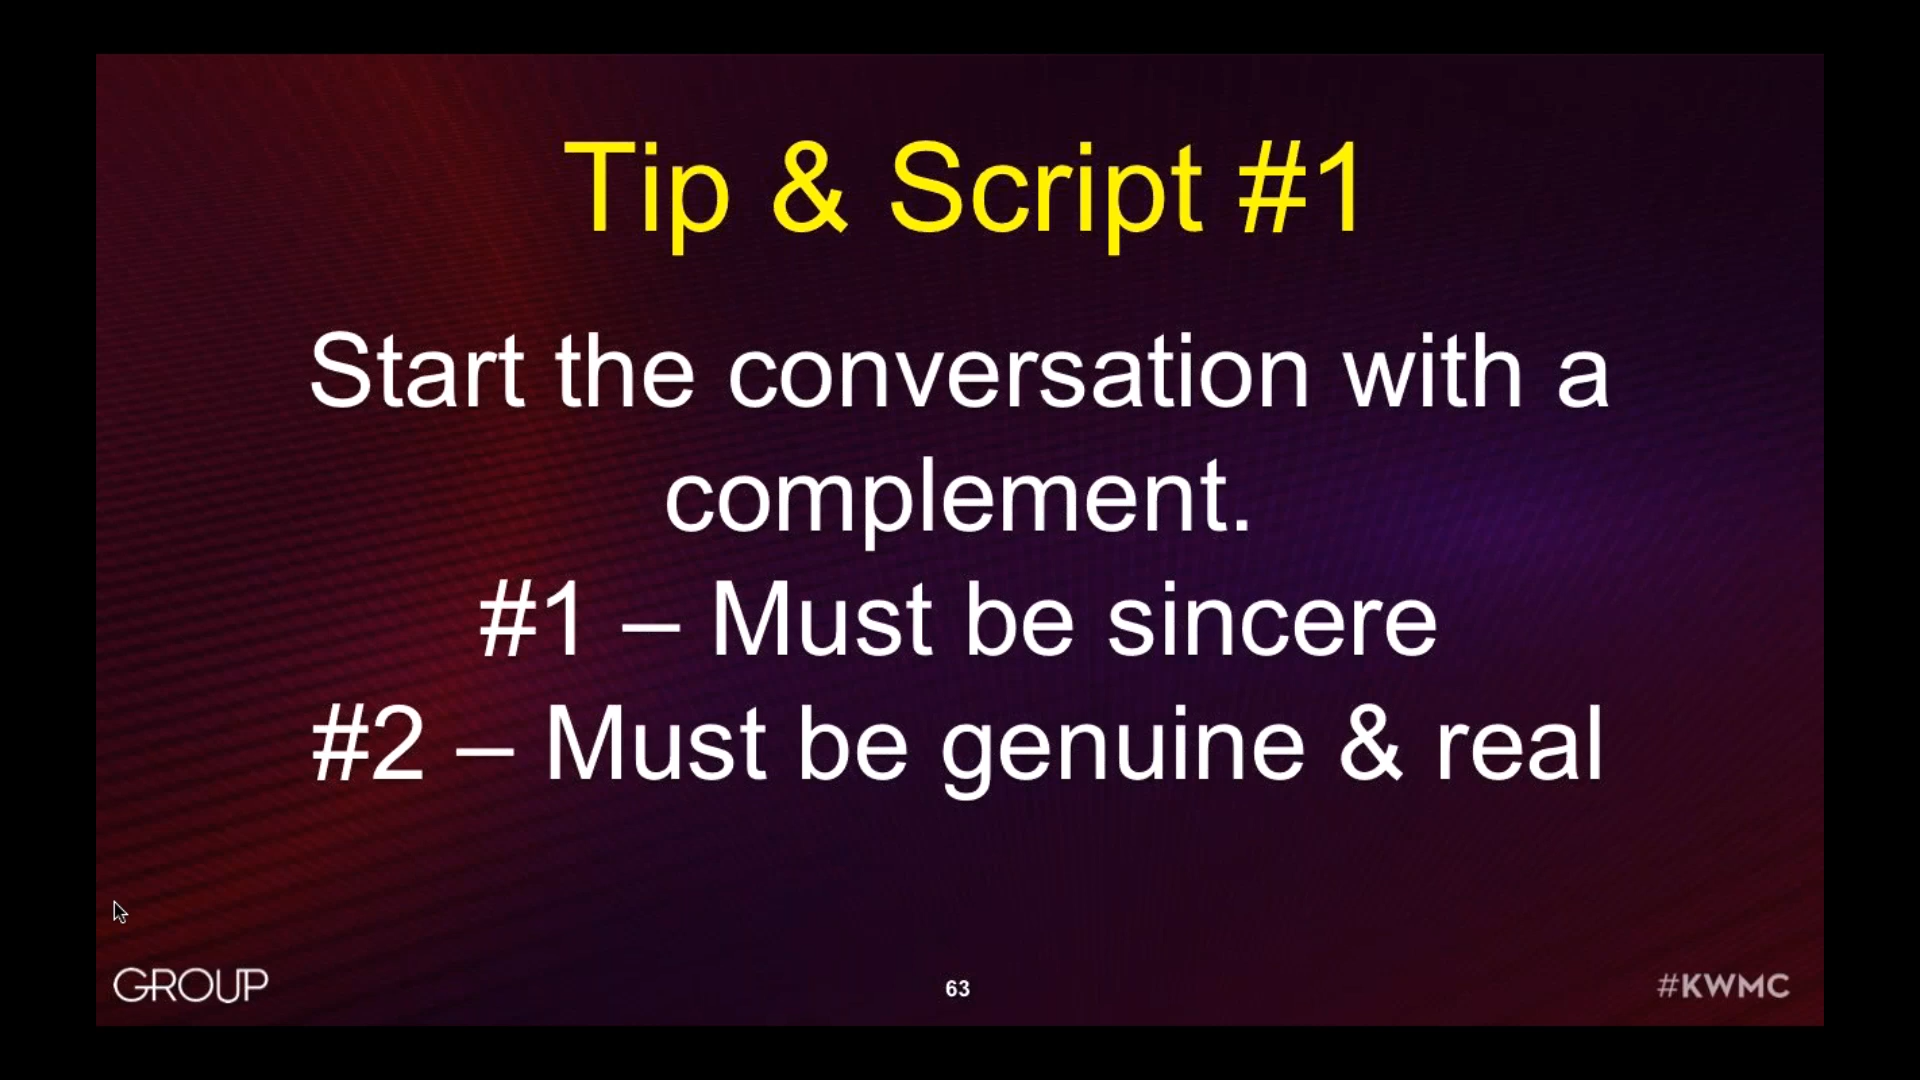 Tip & Script #1
Start the conversation with a
complement.
#1 – Must be sincere
#2 – Must be genuine & real
GROUP
63
#KWMC